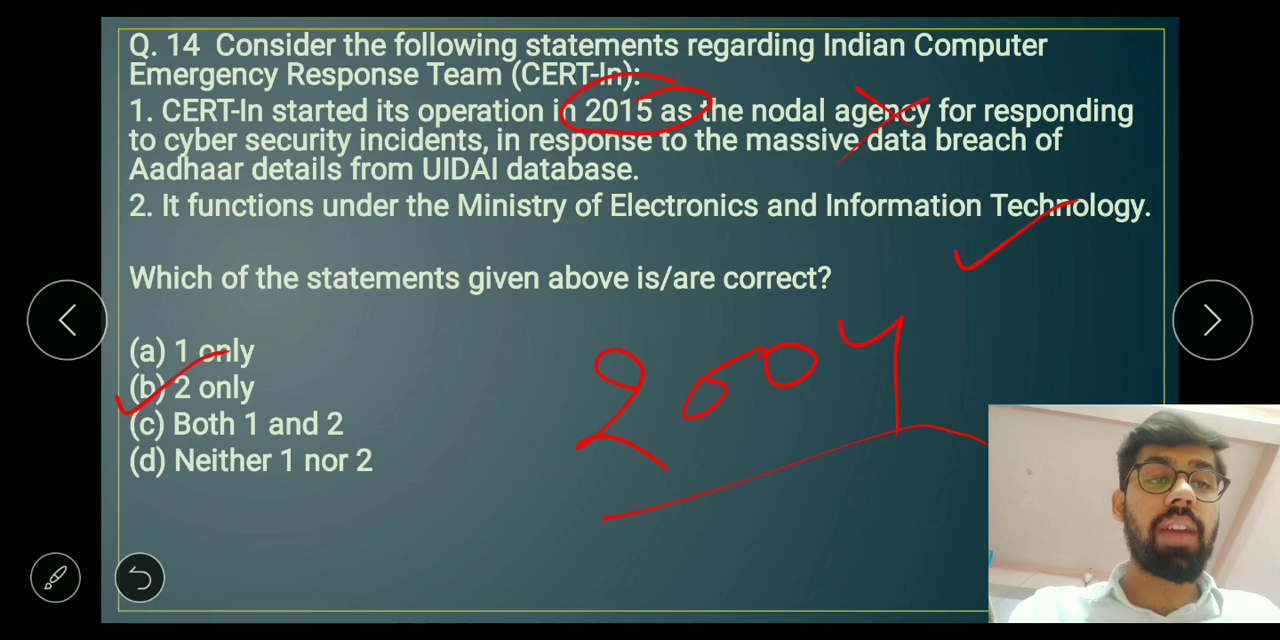 Q. 14 Consider the following statements regarding Indian Computer
Emergency Response Team (CERT-In):
1. CERT-In started its operation in 2015 as the nodal agency for responding
to cyber security incidents, in response to the massive data breach of
Aadhaar details from UIDAI database.
2. It functions under the Ministry of Electronics and Information Technology.
Which of the statements given above is/are correct?
(a) 1 only
(b) 2 only
(c) Both 1 and 2
(d) Neither 1 nor 2
2004